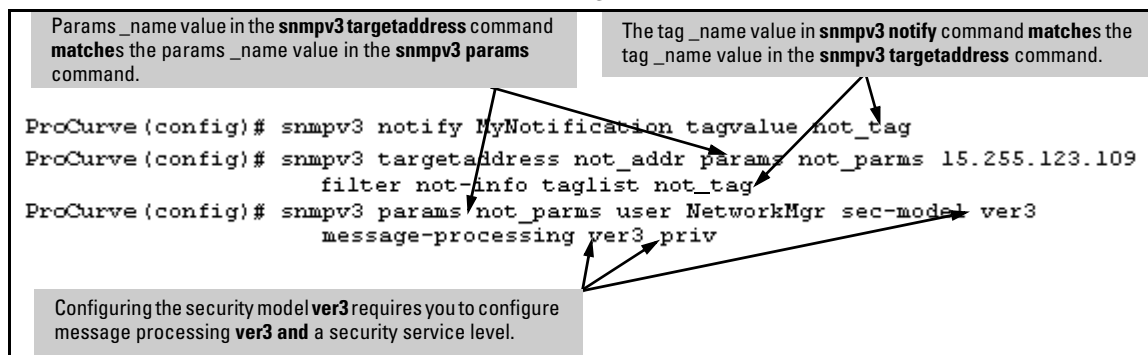 Params _name value in the snmpv3 targetaddress command
matches the params _name value in the snmpv3 params
command.
The tag _name value in snmpv3 notify command matches the
tag _name value in the snmpv3 targetaddress command.
ProCurve(config)# snmpv3 notify MyNotification tagvalue not_tag
ProCurve(config)# snmpv3 targetaddress not_addr params not_parms 15.255.123.109
filter not-info taglist not_tag
ProCurve(config)# snmpv3 params not_parms user NetworkMgr sec-model ver3
message-processing ver3 priv
Configuring the security model ver3 requires you to configure
message processing ver3 and a security service level.